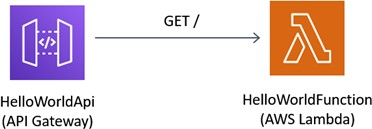 GET /
</>
HelloWorldApi
(API Gateway)
HelloWorldFunction
(AWS Lambda)